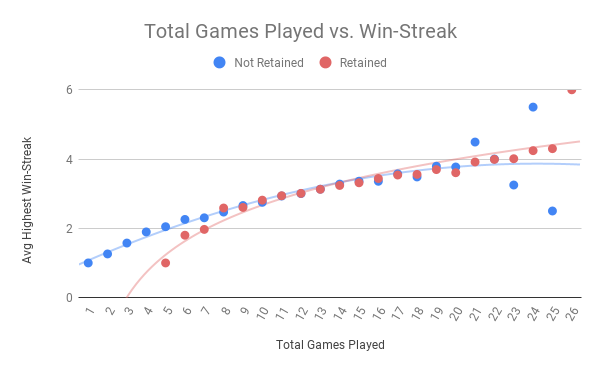 Total Games Played vs. Win-Streak
Not Retained Retained
Avg Highest Win-Streak
6
4
2
0
1 2 3 4 5 6 7 8 9 10 11 12 13 14 15 16 17 18 19 20 21 22 23 24 25 26
Total Games Played